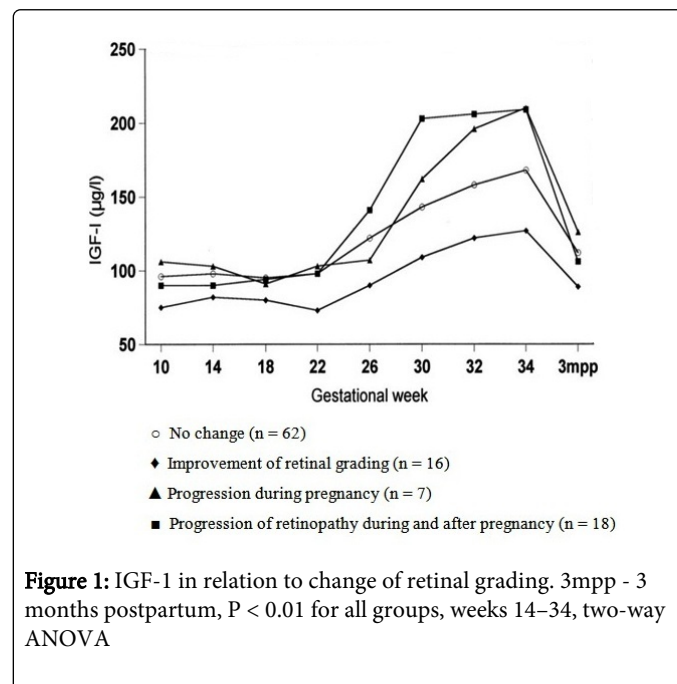 250
200
150
100
50
IGF-I (µg/l)
10 14 18 22 26 30 32 34 3mpp
Gestational week
○ No change (n = 62)
♦ Improvement of retinal grading (n = 16)
▲ Progression during pregnancy (n = 7)
■ Progression of retinopathy during and after pregnancy (n = 18)
Figure 1: IGF-1 in relation to change of retinal grading. 3mpp - 3
months postpartum, P < 0.01 for all groups, weeks 14–34, two-way
ANOVA